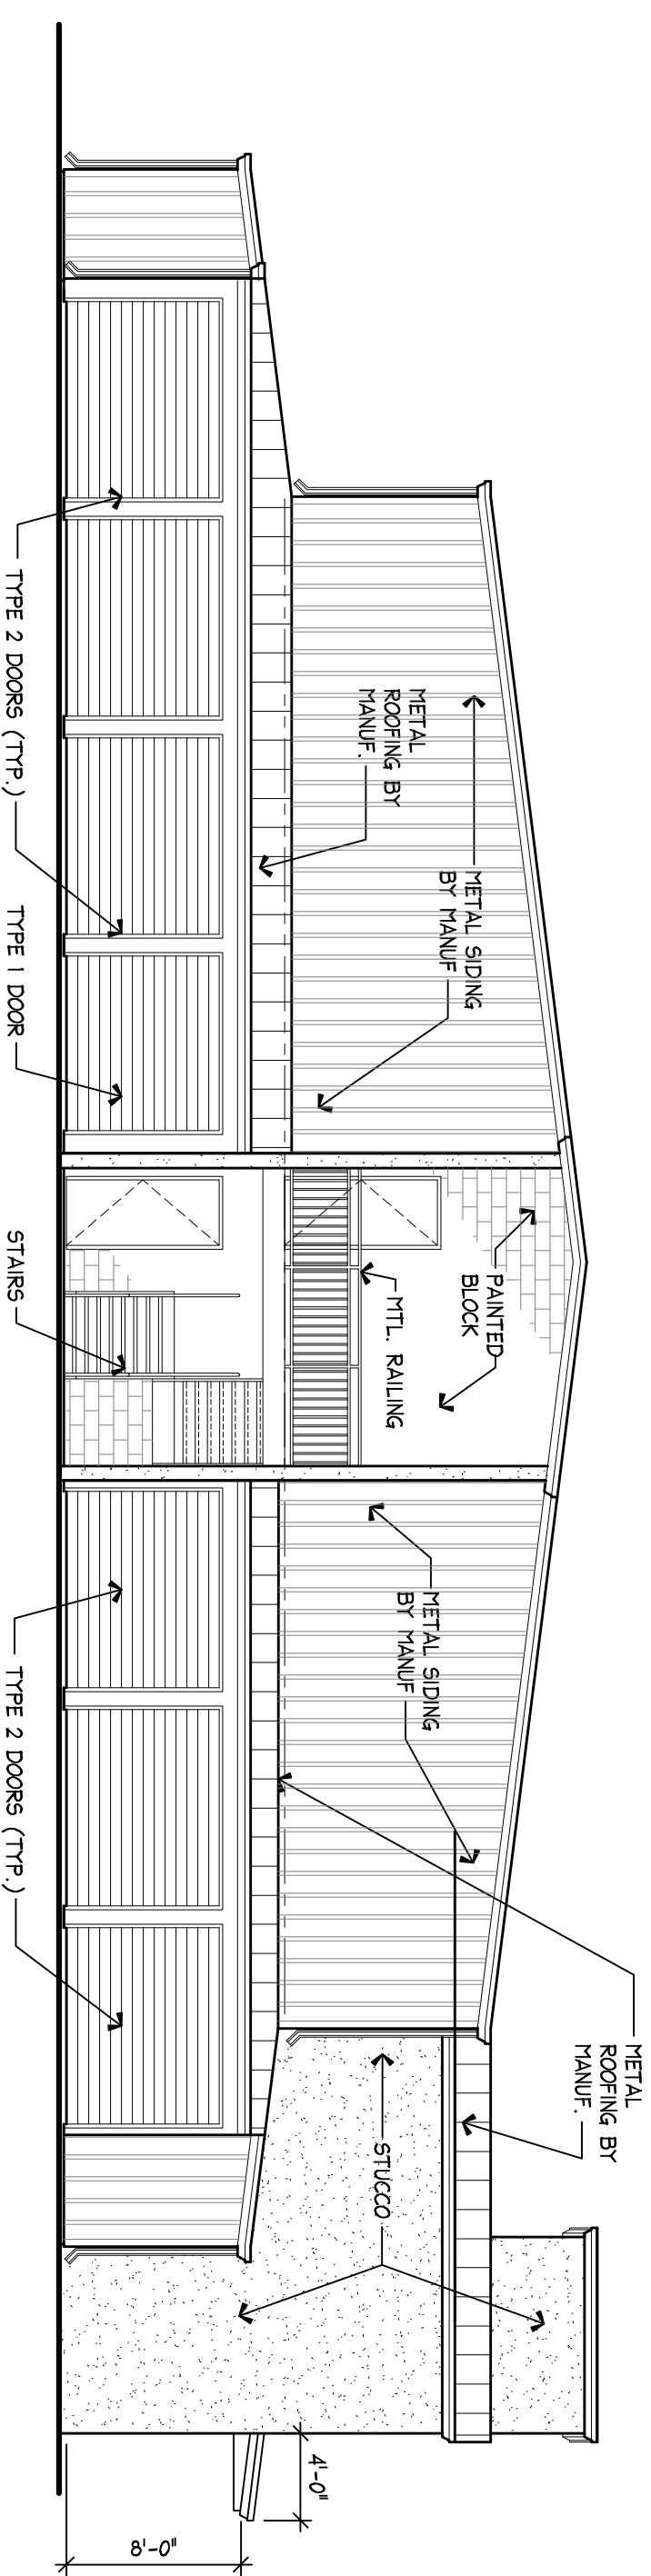 METAL
ROOFING BY
MANUF.
METAL SIDING
BY MANUF
PAINTED
BLOCK
MTL. RAILING
METAL SIDING
BY MANUF
METAL
ROOFING BY
MANUF.
STUCCO
4'-0"
8'-0"
TYPE 2 DOORS (TYP.)
TYPE 1 DOOR
STAIRS
TYPE 2 DOORS (TYP.)